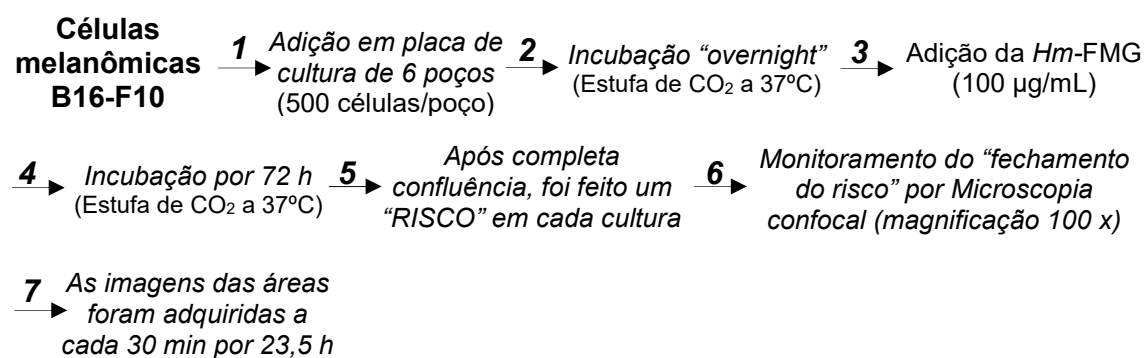 Células
melanômicas
B16-F10
1
Adição em placa de
cultura de 6 poços
(500 células/poço)
2
Incubação “overnight”
(Estufa de CO₂ a 37ºC)
3
Adição da Hm-FMG
(100 µg/mL)
4
Incubação por 72 h
(Estufa de CO₂ a 37ºC)
5
Após completa
confluência, foi feito um
“RISCO” em cada cultura
6
Monitoramento do “fechamento
do risco” por Microscopia
confocal (magnificação 100 x)
7
As imagens das áreas
foram adquiridas a
cada 30 min por 23,5 h